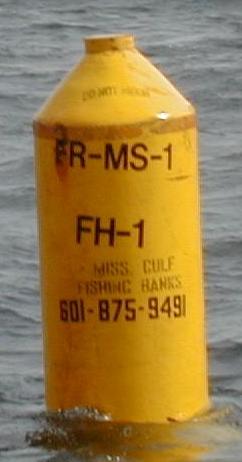 DO NOT MOOR
FR-MS-1
FH-1
MISS. GULF
FISHING BANKS
601-875-9491